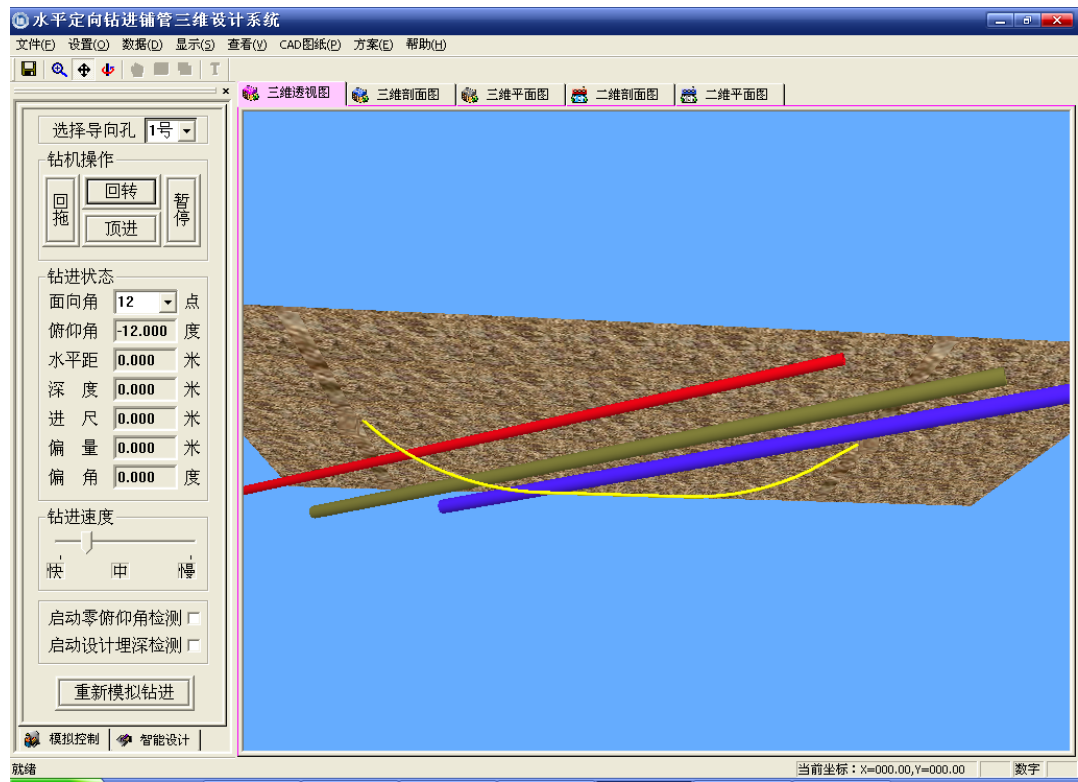 水平定向钻进铺管三维设计系统
文件(F) 设置(O) 数据(D) 显示(S) 查看(V) CAD图纸(P) 方案(E) 帮助(H)
T
三维透视图 三维剖面图 三维平面图 二维剖面图 二维平面图
选择导向孔 1号
钻机操作
回拖 回转 暂停
顶进
钻进状态
面向角 12 点
俯仰角 -12.000 度
水平距 0.000 米
深 度 0.000 米
进 尺 0.000 米
偏 量 0.000 米
偏 角 0.000 度
钻进速度
快 中 慢
启动零俯仰角检测
启动设计埋深检测
重新模拟钻进
模拟控制 智能设计
就绪 当前坐标：X=000.00,Y=000.00 数字